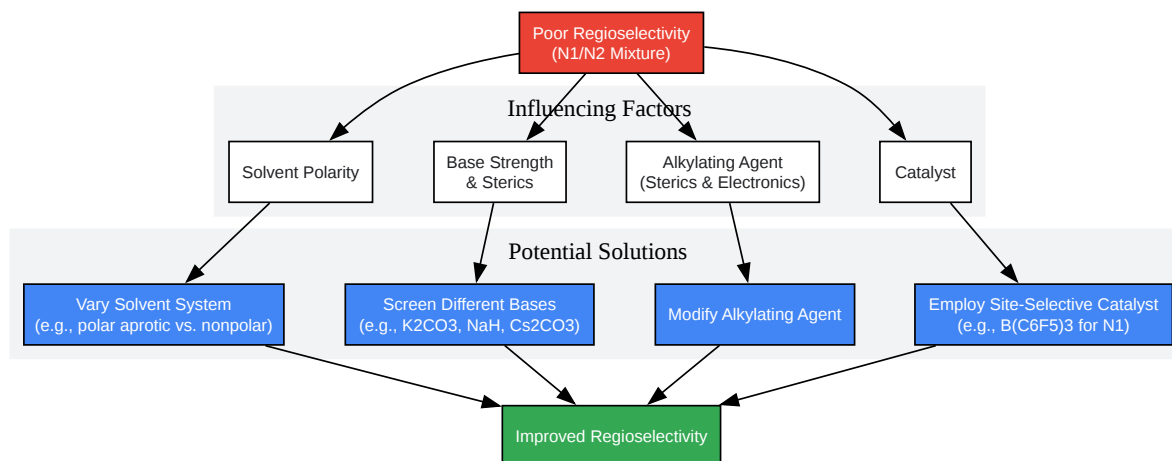 Poor Regioselectivity
(N1/N2 Mixture)
Influencing Factors
Solvent Polarity
Base Strength
& Sterics
Alkylating Agent
(Sterics & Electronics)
Catalyst
Potential Solutions
Vary Solvent System
(e.g., polar aprotic vs. nonpolar)
Screen Different Bases
(e.g., K2CO3, NaH, Cs2CO3)
Modify Alkylating Agent
Employ Site-Selective Catalyst
(e.g., B(C6F5)3 for N1)
Improved Regioselectivity